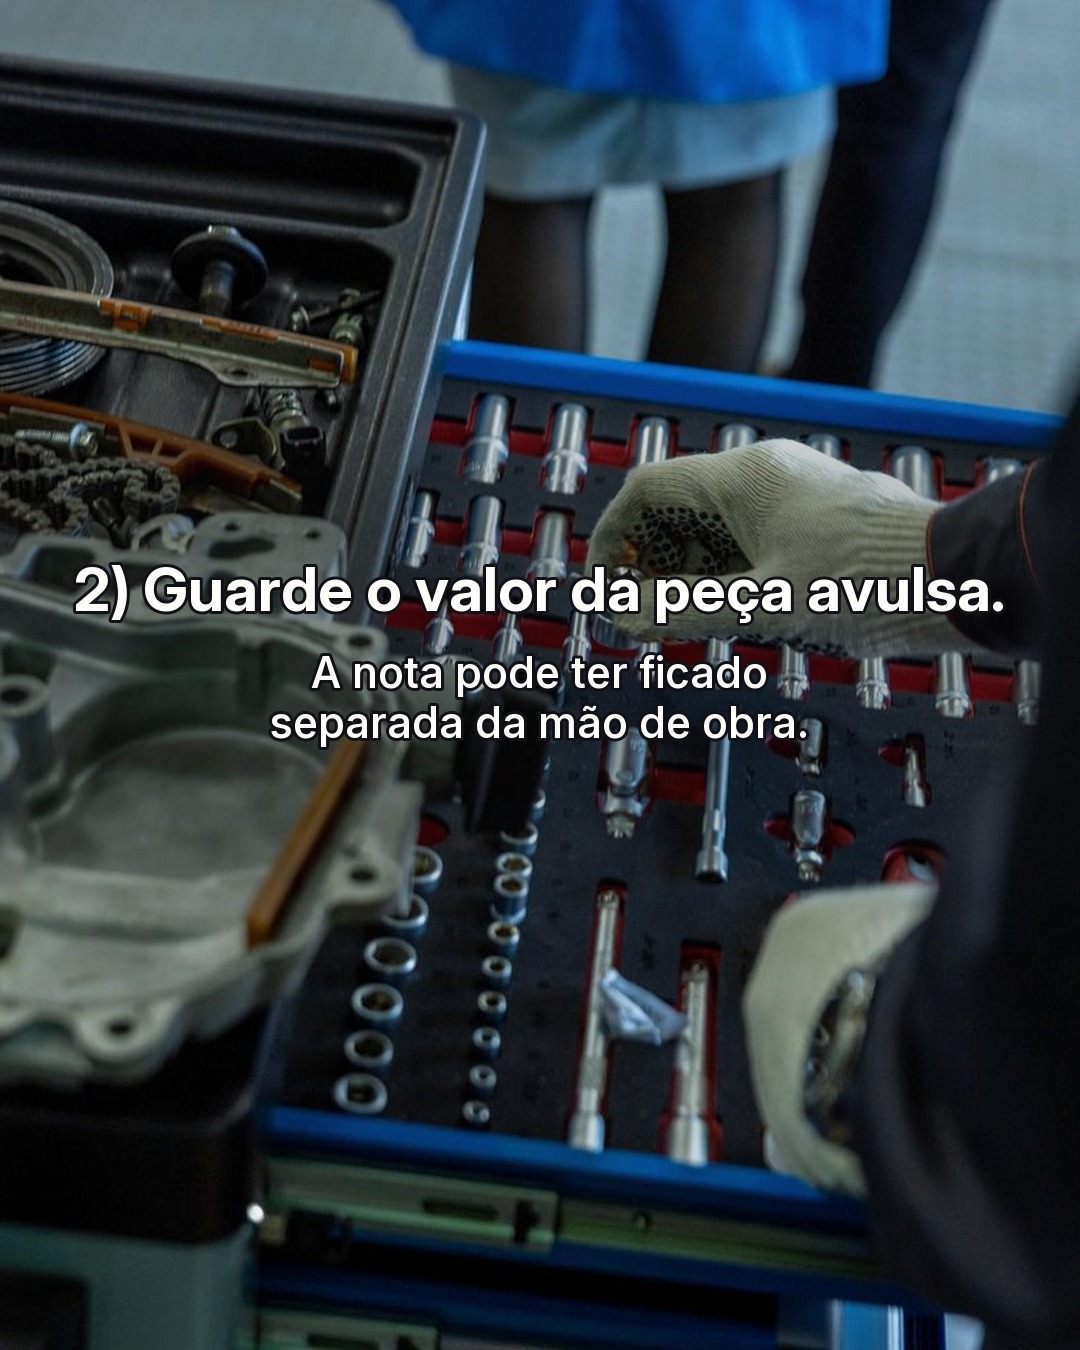 2) Guarde o valor da peça avulsa.
A nota pode ter ficado
separada da mão de obra.